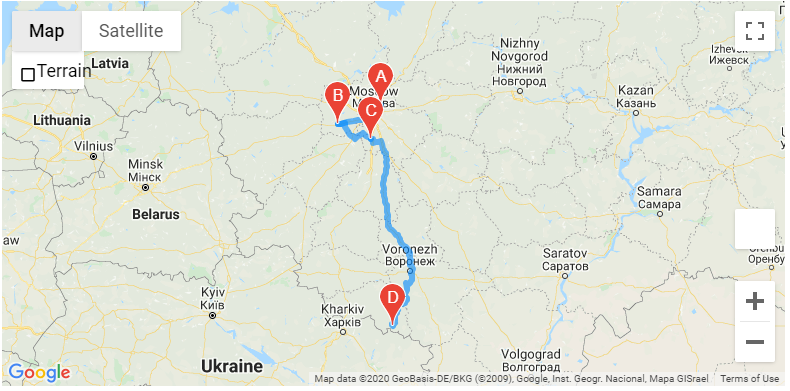 Map
Satellite
Terrain
Latvia
Nizhny
Novgorod
Нижний
Новгород
Izhevsk
Ижевск
A
Moscow
Москва
B
C
Kazan
Казань
Lithuania
Vilnius
Minsk
Мінск
Belarus
Samara
Самара
aw
Voronezh
Воронеж
Saratov
Саратов
Orenburg
Оренбу
D
Kyiv
Київ
Kharkiv
Харків
Ukraine
Volgograd
Волгоград
Google
Map data ©2020 GeoBasis-DE/BKG (©2009), Google, Inst. Geogr. Nacional, Mapa GISrael
Terms of Use